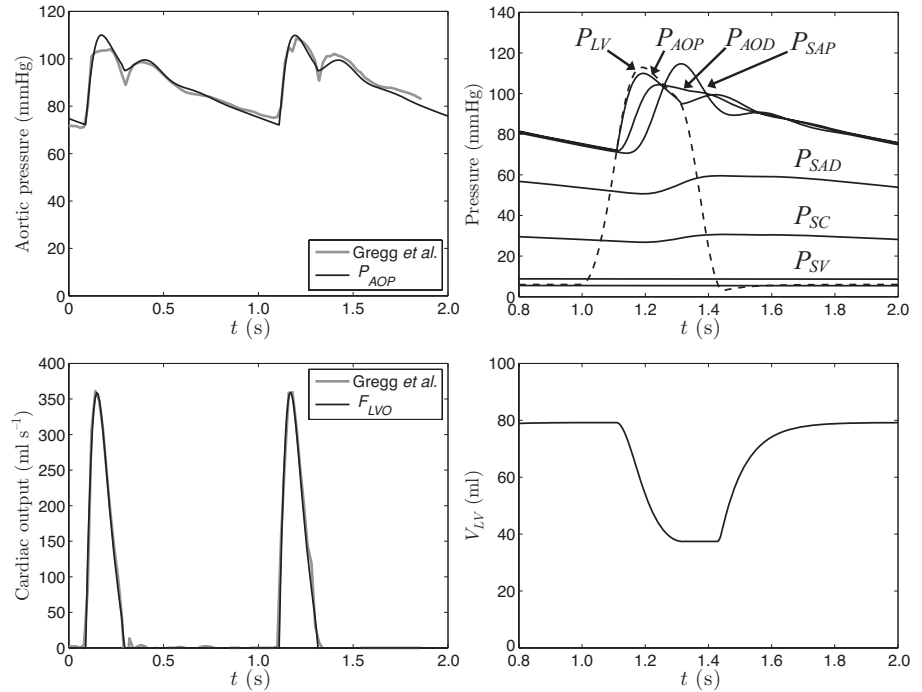 120
100
80
60
40
20
0
Aortic pressure (mmHg)
Gregg et al.
P_AOP
0 0.5 1.0 1.5 2.0
t (s)
140
120
100
80
60
40
20
0
Pressure (mmHg)
P_LV P_AOP P_AOD P_SAP
P_SAD
P_SC
P_SV
0.8 1.0 1.2 1.4 1.6 1.8 2.0
t (s)
400
350
300
250
200
150
100
50
0
Cardiac output (ml s⁻¹)
Gregg et al.
F_LVO
0 0.5 1.0 1.5 2.0
t (s)
100
80
60
40
20
0
V_LV (ml)
0.8 1.0 1.2 1.4 1.6 1.8 2.0
t (s)